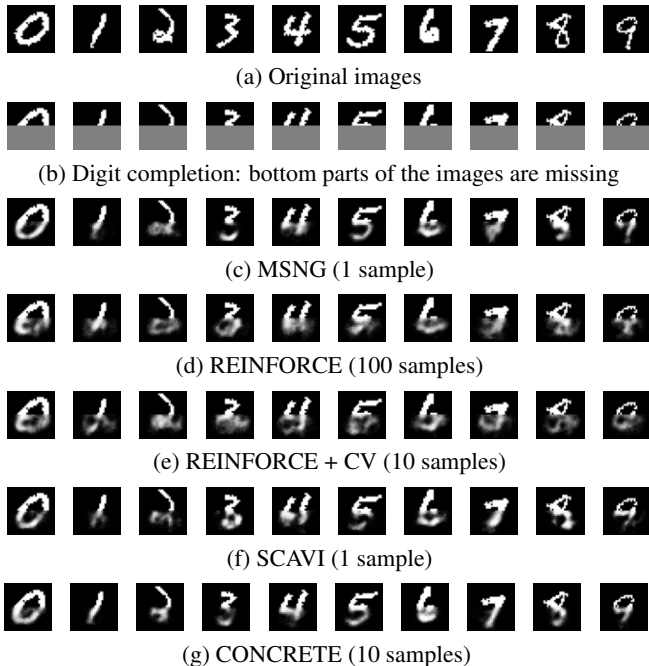 (a) Original images
(b) Digit completion: bottom parts of the images are missing
(c) MSNG (1 sample)
(d) REINFORCE (100 samples)
(e) REINFORCE + CV (10 samples)
(f) SCAVI (1 sample)
(g) CONCRETE (10 samples)